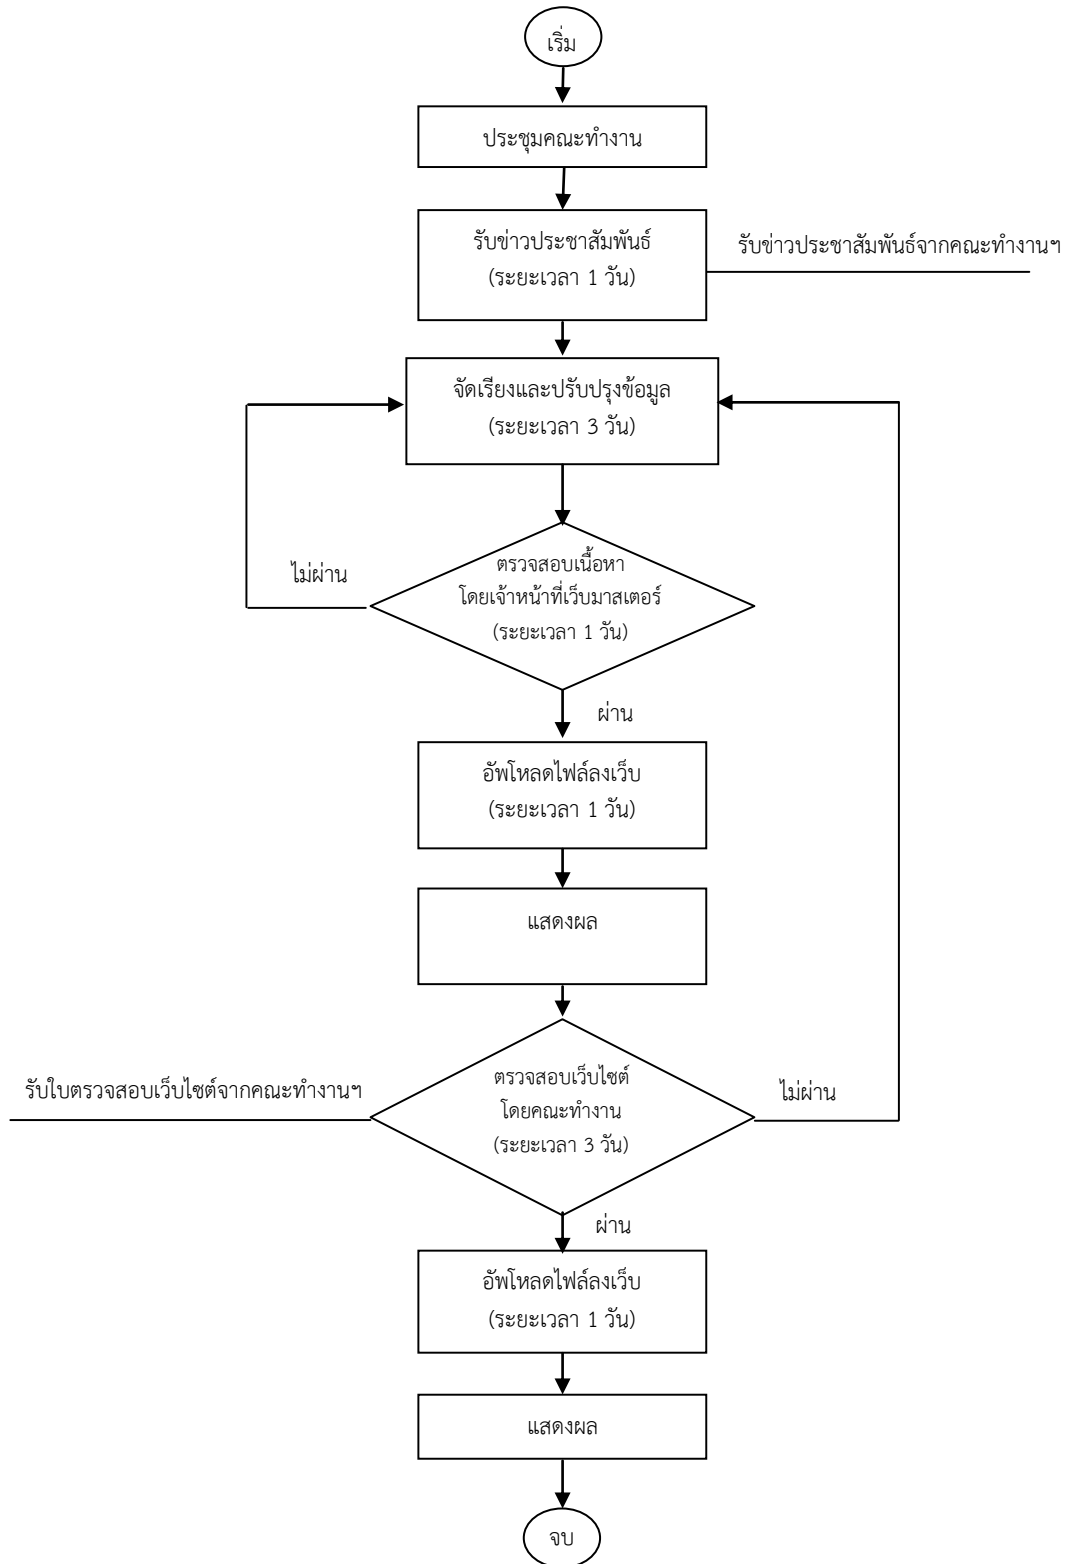 เริ่ม
ประชุมคณะทำงาน
รับข่าวประชาสัมพันธ์
(ระยะเวลา 1 วัน)
รับข่าวประชาสัมพันธ์จากคณะทำงานฯ
จัดเรียงและปรับปรุงข้อมูล
(ระยะเวลา 3 วัน)
ตรวจสอบเนื้อหา
โดยเจ้าหน้าที่เว็บมาสเตอร์
(ระยะเวลา 1 วัน)
ไม่ผ่าน
ผ่าน
อัพโหลดไฟล์ลงเว็บ
(ระยะเวลา 1 วัน)
แสดงผล
รับใบตรวจสอบเว็บไซต์จากคณะทำงานฯ
ตรวจสอบเว็บไซต์
โดยคณะทำงาน
(ระยะเวลา 3 วัน)
ไม่ผ่าน
ผ่าน
อัพโหลดไฟล์ลงเว็บ
(ระยะเวลา 1 วัน)
แสดงผล
จบ